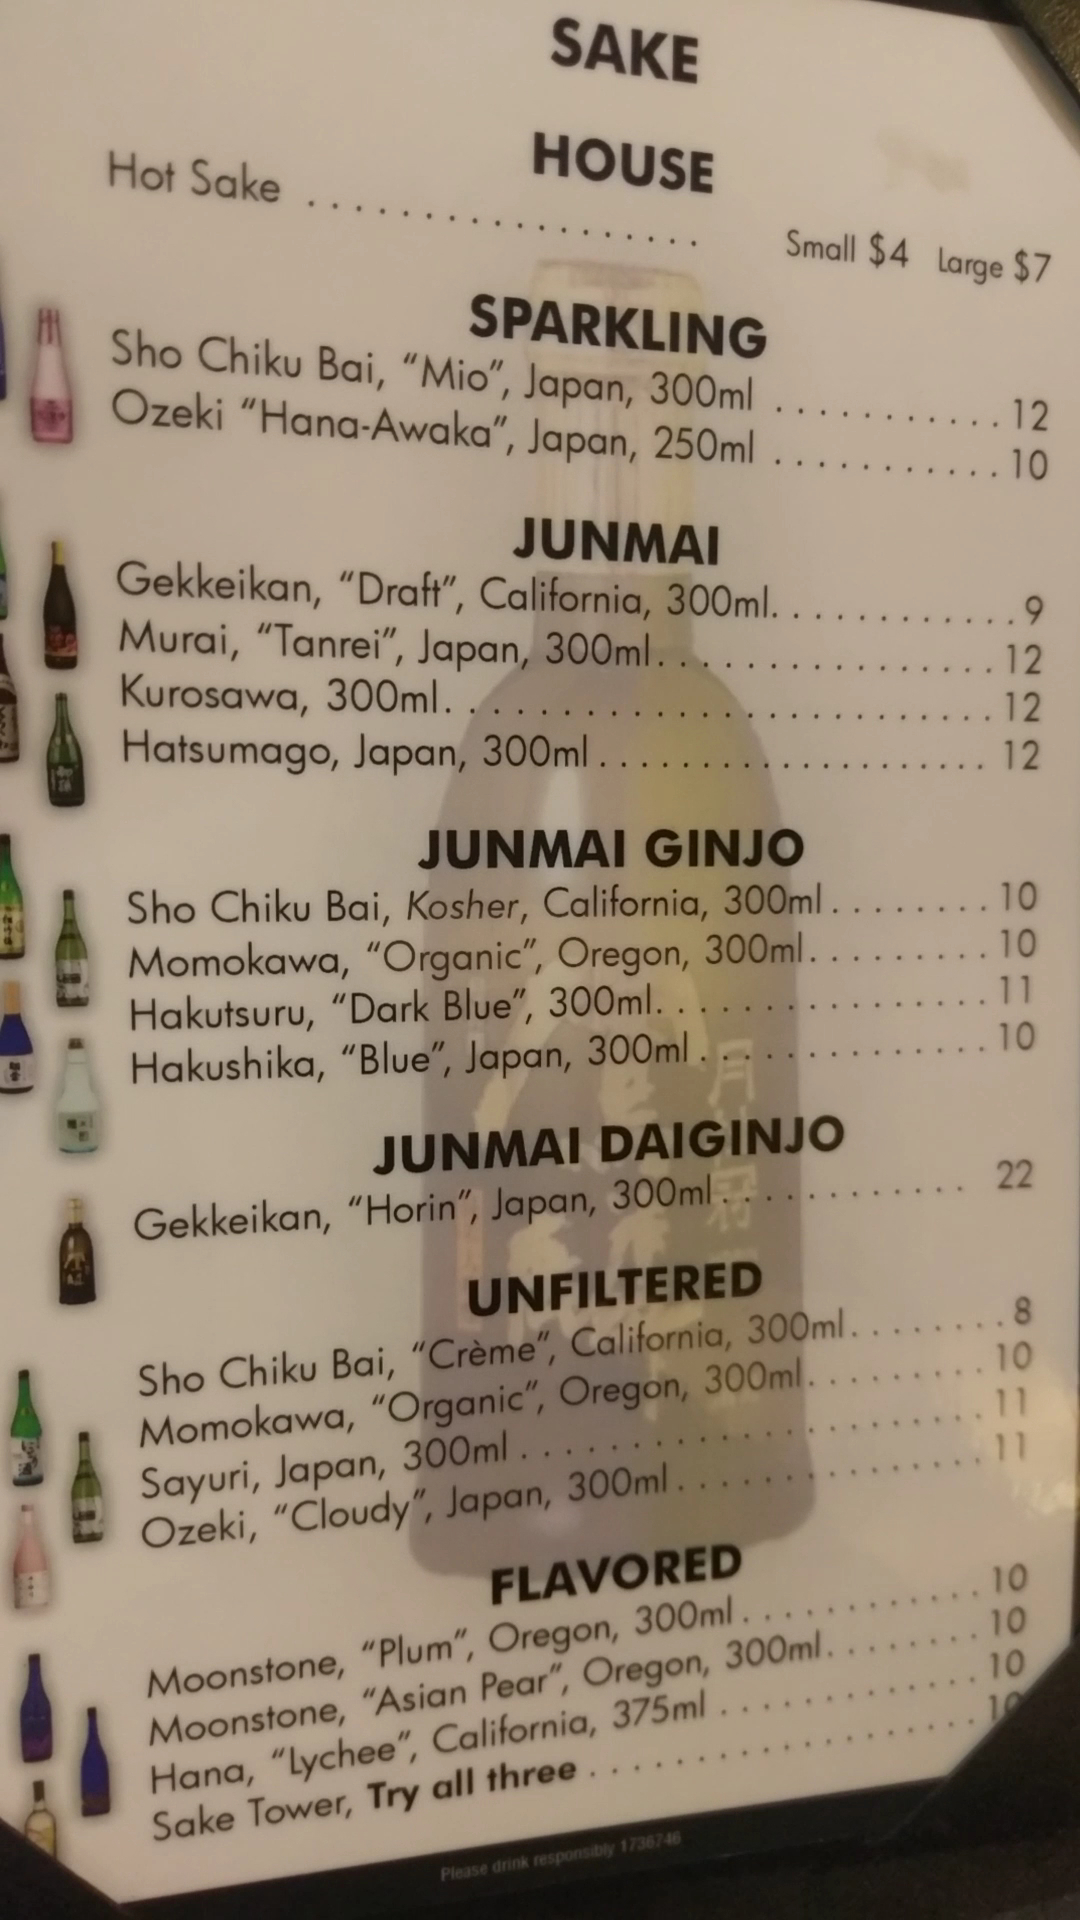 SAKE
HOUSE
Hot Sake .................. Small $4 Large $7
SPARKLING
Sho Chiku Bai, “Mio”, Japan, 300ml ........... 12
Ozeki “Hana-Awaka”, Japan, 250ml ........... 10
JUNMAI
Gekkeikan, “Draft”, California, 300ml............ 9
Murai, “Tanrei”, Japan, 300ml................ 12
Kurosawa, 300ml......................... 12
Hatsumago, Japan, 300ml ................... 12
JUNMAI GINJO
Sho Chiku Bai, Kosher, California, 300ml ........ 10
Momokawa, “Organic”, Oregon, 300ml......... 10
Hakutsuru, “Dark Blue”, 300ml............... 11
Hakushika, “Blue”, Japan, 300ml .............. 10
JUNMAI DAIGINJO
Gekkeikan, “Horin”, Japan, 300ml............ 22
UNFILTERED
Sho Chiku Bai, “Crème”, California, 300ml........ 8
Momokawa, “Organic”, Oregon, 300ml......... 10
Sayuri, Japan, 300ml ..................... 11
Ozeki, “Cloudy”, Japan, 300ml .............. 11
FLAVORED
Moonstone, “Plum”, Oregon, 300ml ............ 10
Moonstone, “Asian Pear”, Oregon, 300ml........ 10
Hana, “Lychee”, California, 375ml ............ 10
Sake Tower, Try all three ................. 10
Please drink responsibly 1736746